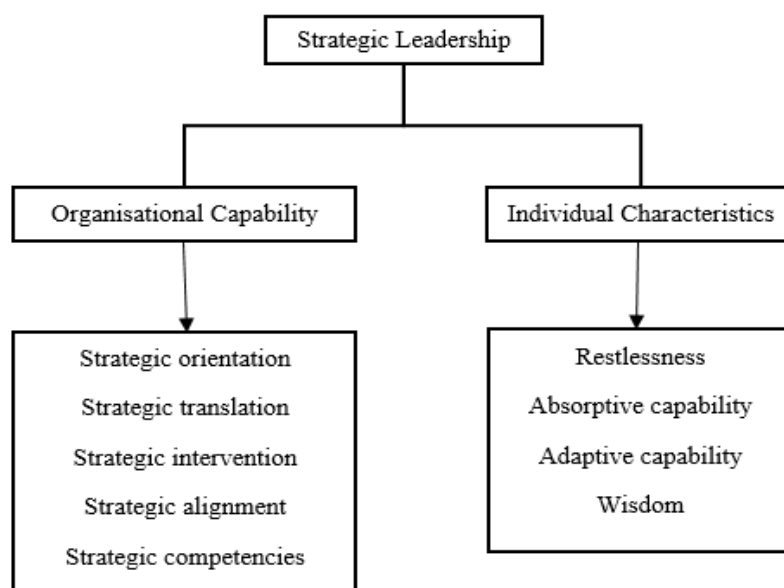 Strategic Leadership
Organisational Capability
Individual Characteristics
Strategic orientation
Strategic translation
Strategic intervention
Strategic alignment
Strategic competencies
Restlessness
Absorptive capability
Adaptive capability
Wisdom